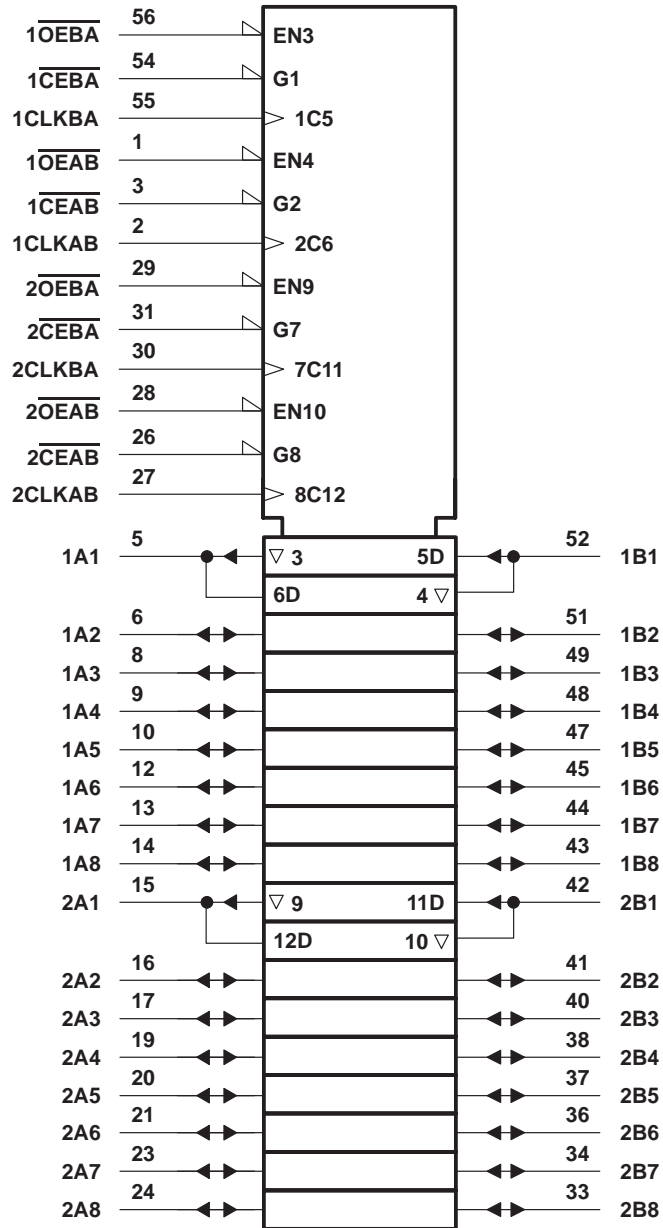 1OEBA 56 EN3
1CEBA 54 G1
1CLKBA 55 1C5
1OEAB 1 EN4
1CEAB 3 G2
1CLKAB 2 2C6
2OEBA 29 EN9
2CEBA 31 G7
2CLKBA 30 7C11
2OEAB 28 EN10
2CEAB 26 G8
2CLKAB 27 8C12
1A1 5 ▽ 3 5D 52 1B1
6D 4 ▽
1A2 6 51 1B2
1A3 8 49 1B3
1A4 9 48 1B4
1A5 10 47 1B5
1A6 12 45 1B6
1A7 13 44 1B7
1A8 14 43 1B8
2A1 15 ▽ 9 11D 42 2B1
12D 10 ▽
2A2 16 41 2B2
2A3 17 40 2B3
2A4 19 38 2B4
2A5 20 37 2B5
2A6 21 36 2B6
2A7 23 34 2B7
2A8 24 33 2B8